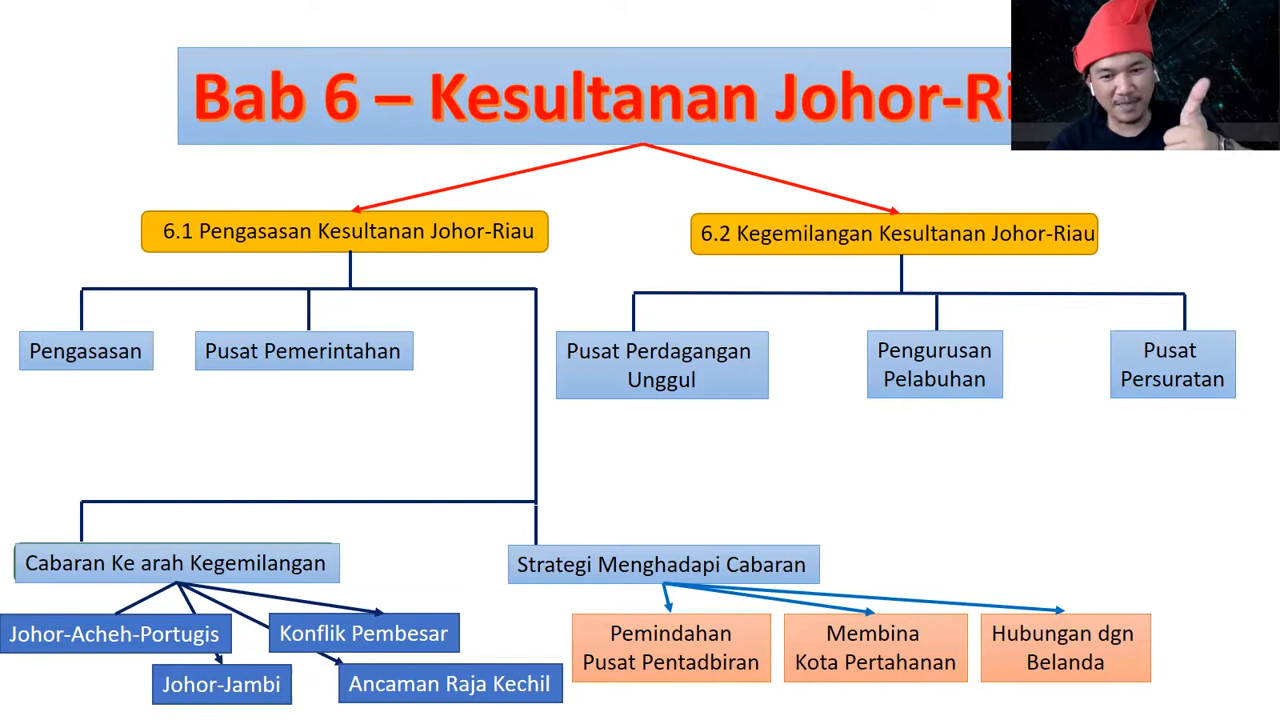 Bab 6 – Kesultanan Johor-Ri
6.1 Pengasasan Kesultanan Johor-Riau
6.2 Kegemilangan Kesultanan Johor-Riau
Pengasasan
Pusat Pemerintahan
Pusat Perdagangan
Unggul
Pengurusan
Pelabuhan
Pusat
Persuratan
Cabaran Ke arah Kegemilangan
Strategi Menghadapi Cabaran
Johor-Acheh-Portugis
Konflik Pembesar
Johor-Jambi
Ancaman Raja Kechil
Pemindahan
Pusat Pentadbiran
Membina
Kota Pertahanan
Hubungan dgn
Belanda